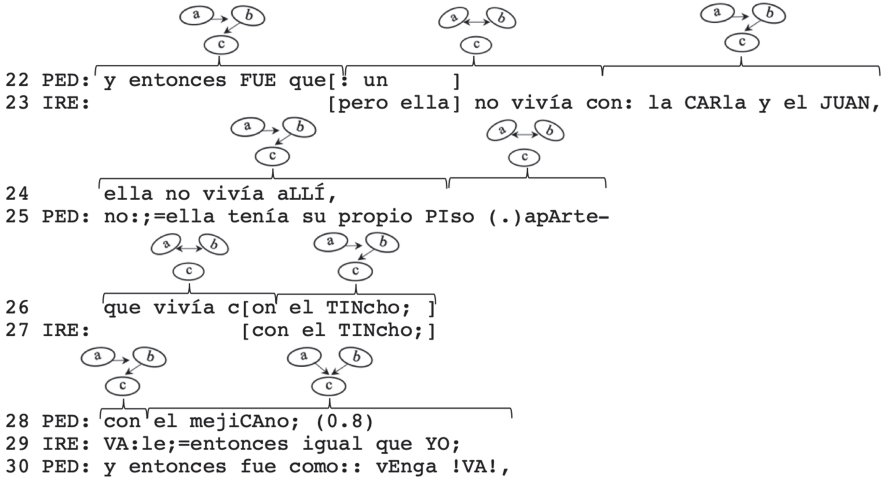 a b a b a b
c c c
22 PED: y entonces FUE que[: un ]
23 IRE: [pero ella] no vivía con: la CARla y el JUAN,
a b a b
c c
24 ella no vivía aLLÍ,
25 PED: no:;=ella tenía su propio PIso (.)apArte–
a b a b
c c
26 que vivía c[on el TINcho; ]
27 IRE: [con el TINcho;]
a b a b
c c
28 PED: con el mejiCAno; (0.8)
29 IRE: VA:le;=entonces igual que YO;
30 PED: y entonces fue como:: vEnga !VA!,